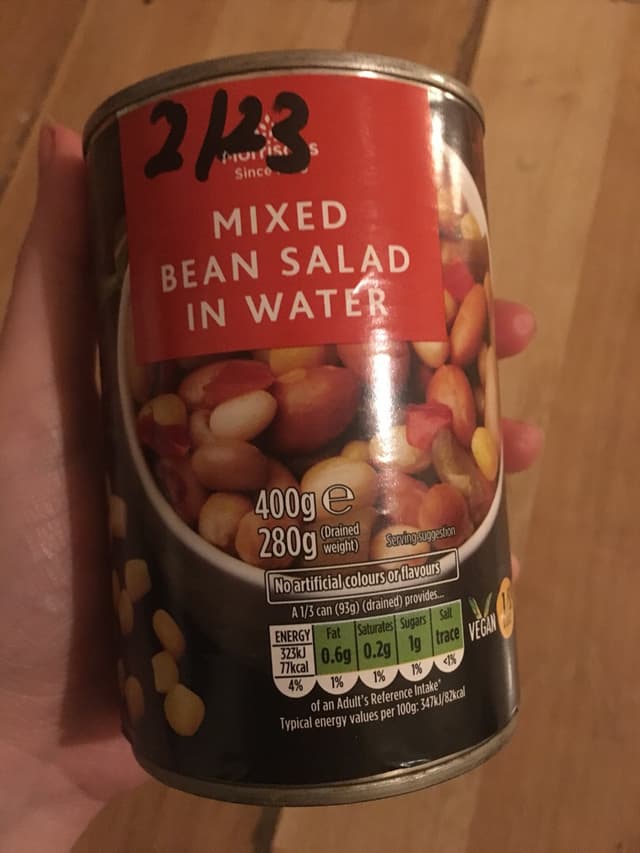 2/23
Morrisons
Since
MIXED
BEAN SALAD
IN WATER
400g e
280g (Drained weight)
Serving suggestion
No artificial colours or flavours
A 1/3 can (93g) (drained) provides...
ENERGY Fat Saturates Sugars Salt
323kJ 77kcal 0.6g 0.2g 1g trace
4% 1% 1% 1% <1%
VEGAN
of an Adult's Reference Intake*
Typical energy values per 100g: 347kJ/82kcal